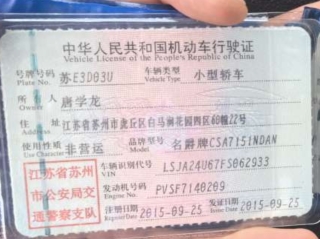 中华人民共和国机动车行驶证
Vehicle License of the People's Republic of China
号牌号码 苏E3D03U 车辆类型 小型轿车
Plate No. Vehicle Type
所有人 唐学龙
Owner
住址 江苏省苏州市虎丘区白马涧花园四区60幢22号
Address
使用性质 非营运 品牌型号 名爵牌CSA7151NDAN
江苏省苏州市公安局交通警察支队
车辆识别代号 LSJA24U67FS062933
VIN
发动机号码 PVSF7140209
Engine No.
注册日期 2015-09-25 发证日期 2015-09-25
Register Date Issue Date